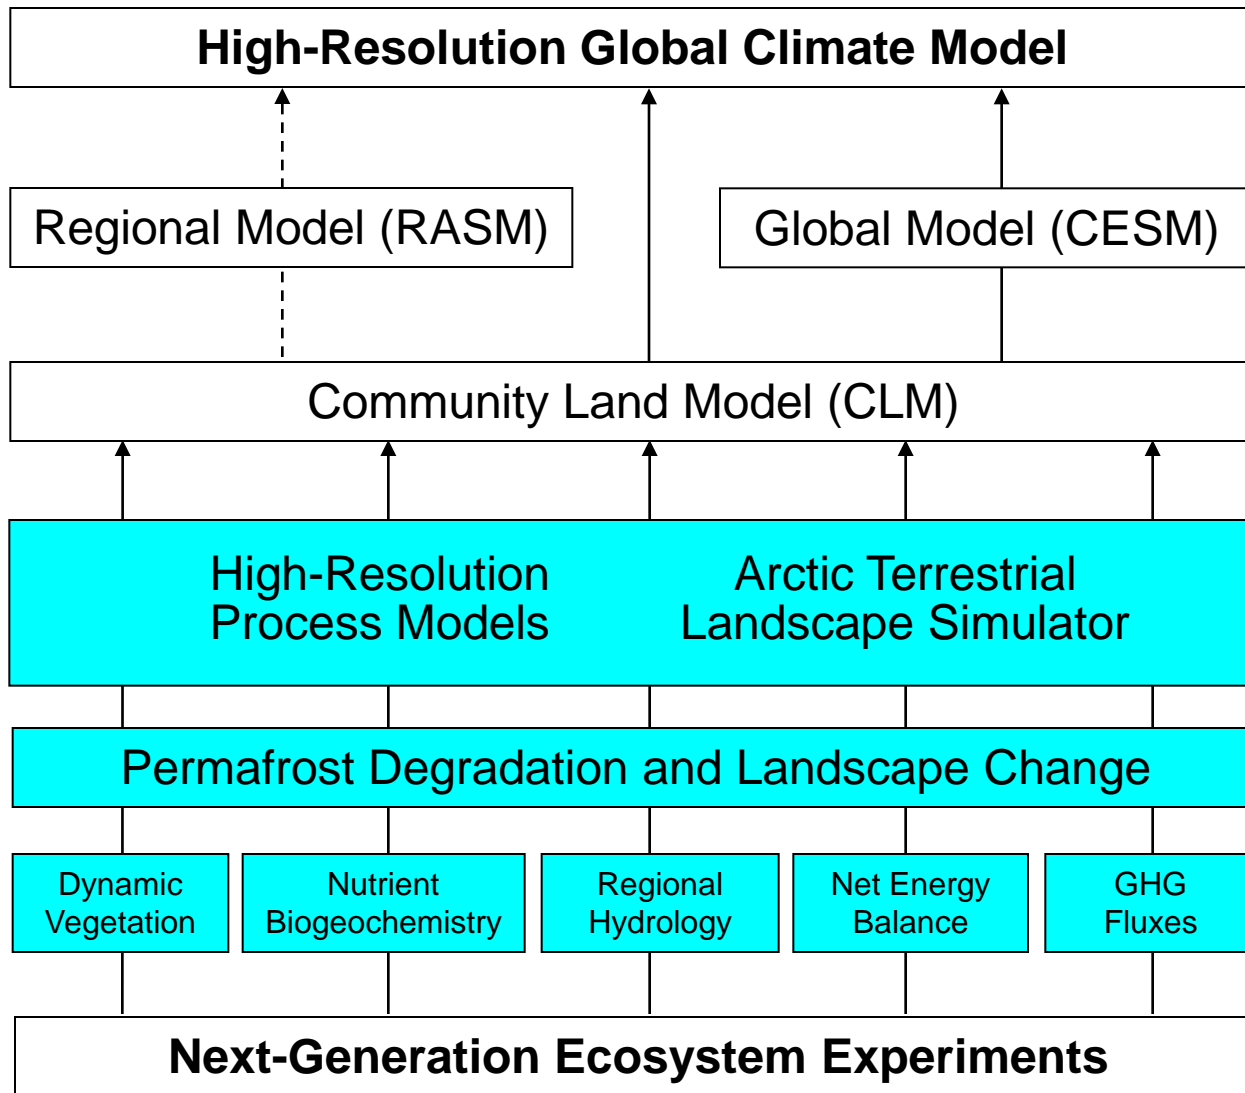 High-Resolution Global Climate Model
Regional Model (RASM)
Global Model (CESM)
Community Land Model (CLM)
High-Resolution
Process Models
Arctic Terrestrial
Landscape Simulator
Permafrost Degradation and Landscape Change
Dynamic
Vegetation
Nutrient
Biogeochemistry
Regional
Hydrology
Net Energy
Balance
GHG
Fluxes
Next-Generation Ecosystem Experiments